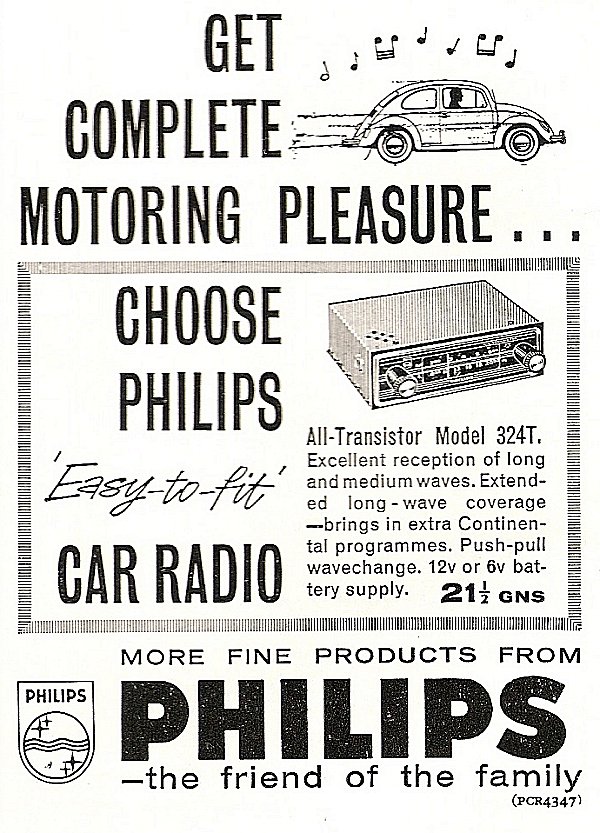 GET
COMPLETE
MOTORING PLEASURE...
CHOOSE
PHILIPS
'Easy-to-fit'
CAR RADIO
All-Transistor Model 324T.
Excellent reception of long
and medium waves. Extend-
ed long-wave coverage
—brings in extra Continen-
tal programmes. Push-pull
wavechange. 12v or 6v bat-
tery supply. 21½ GNS
MORE FINE PRODUCTS FROM
PHILIPS
PHILIPS
—the friend of the family
(PCR4347)